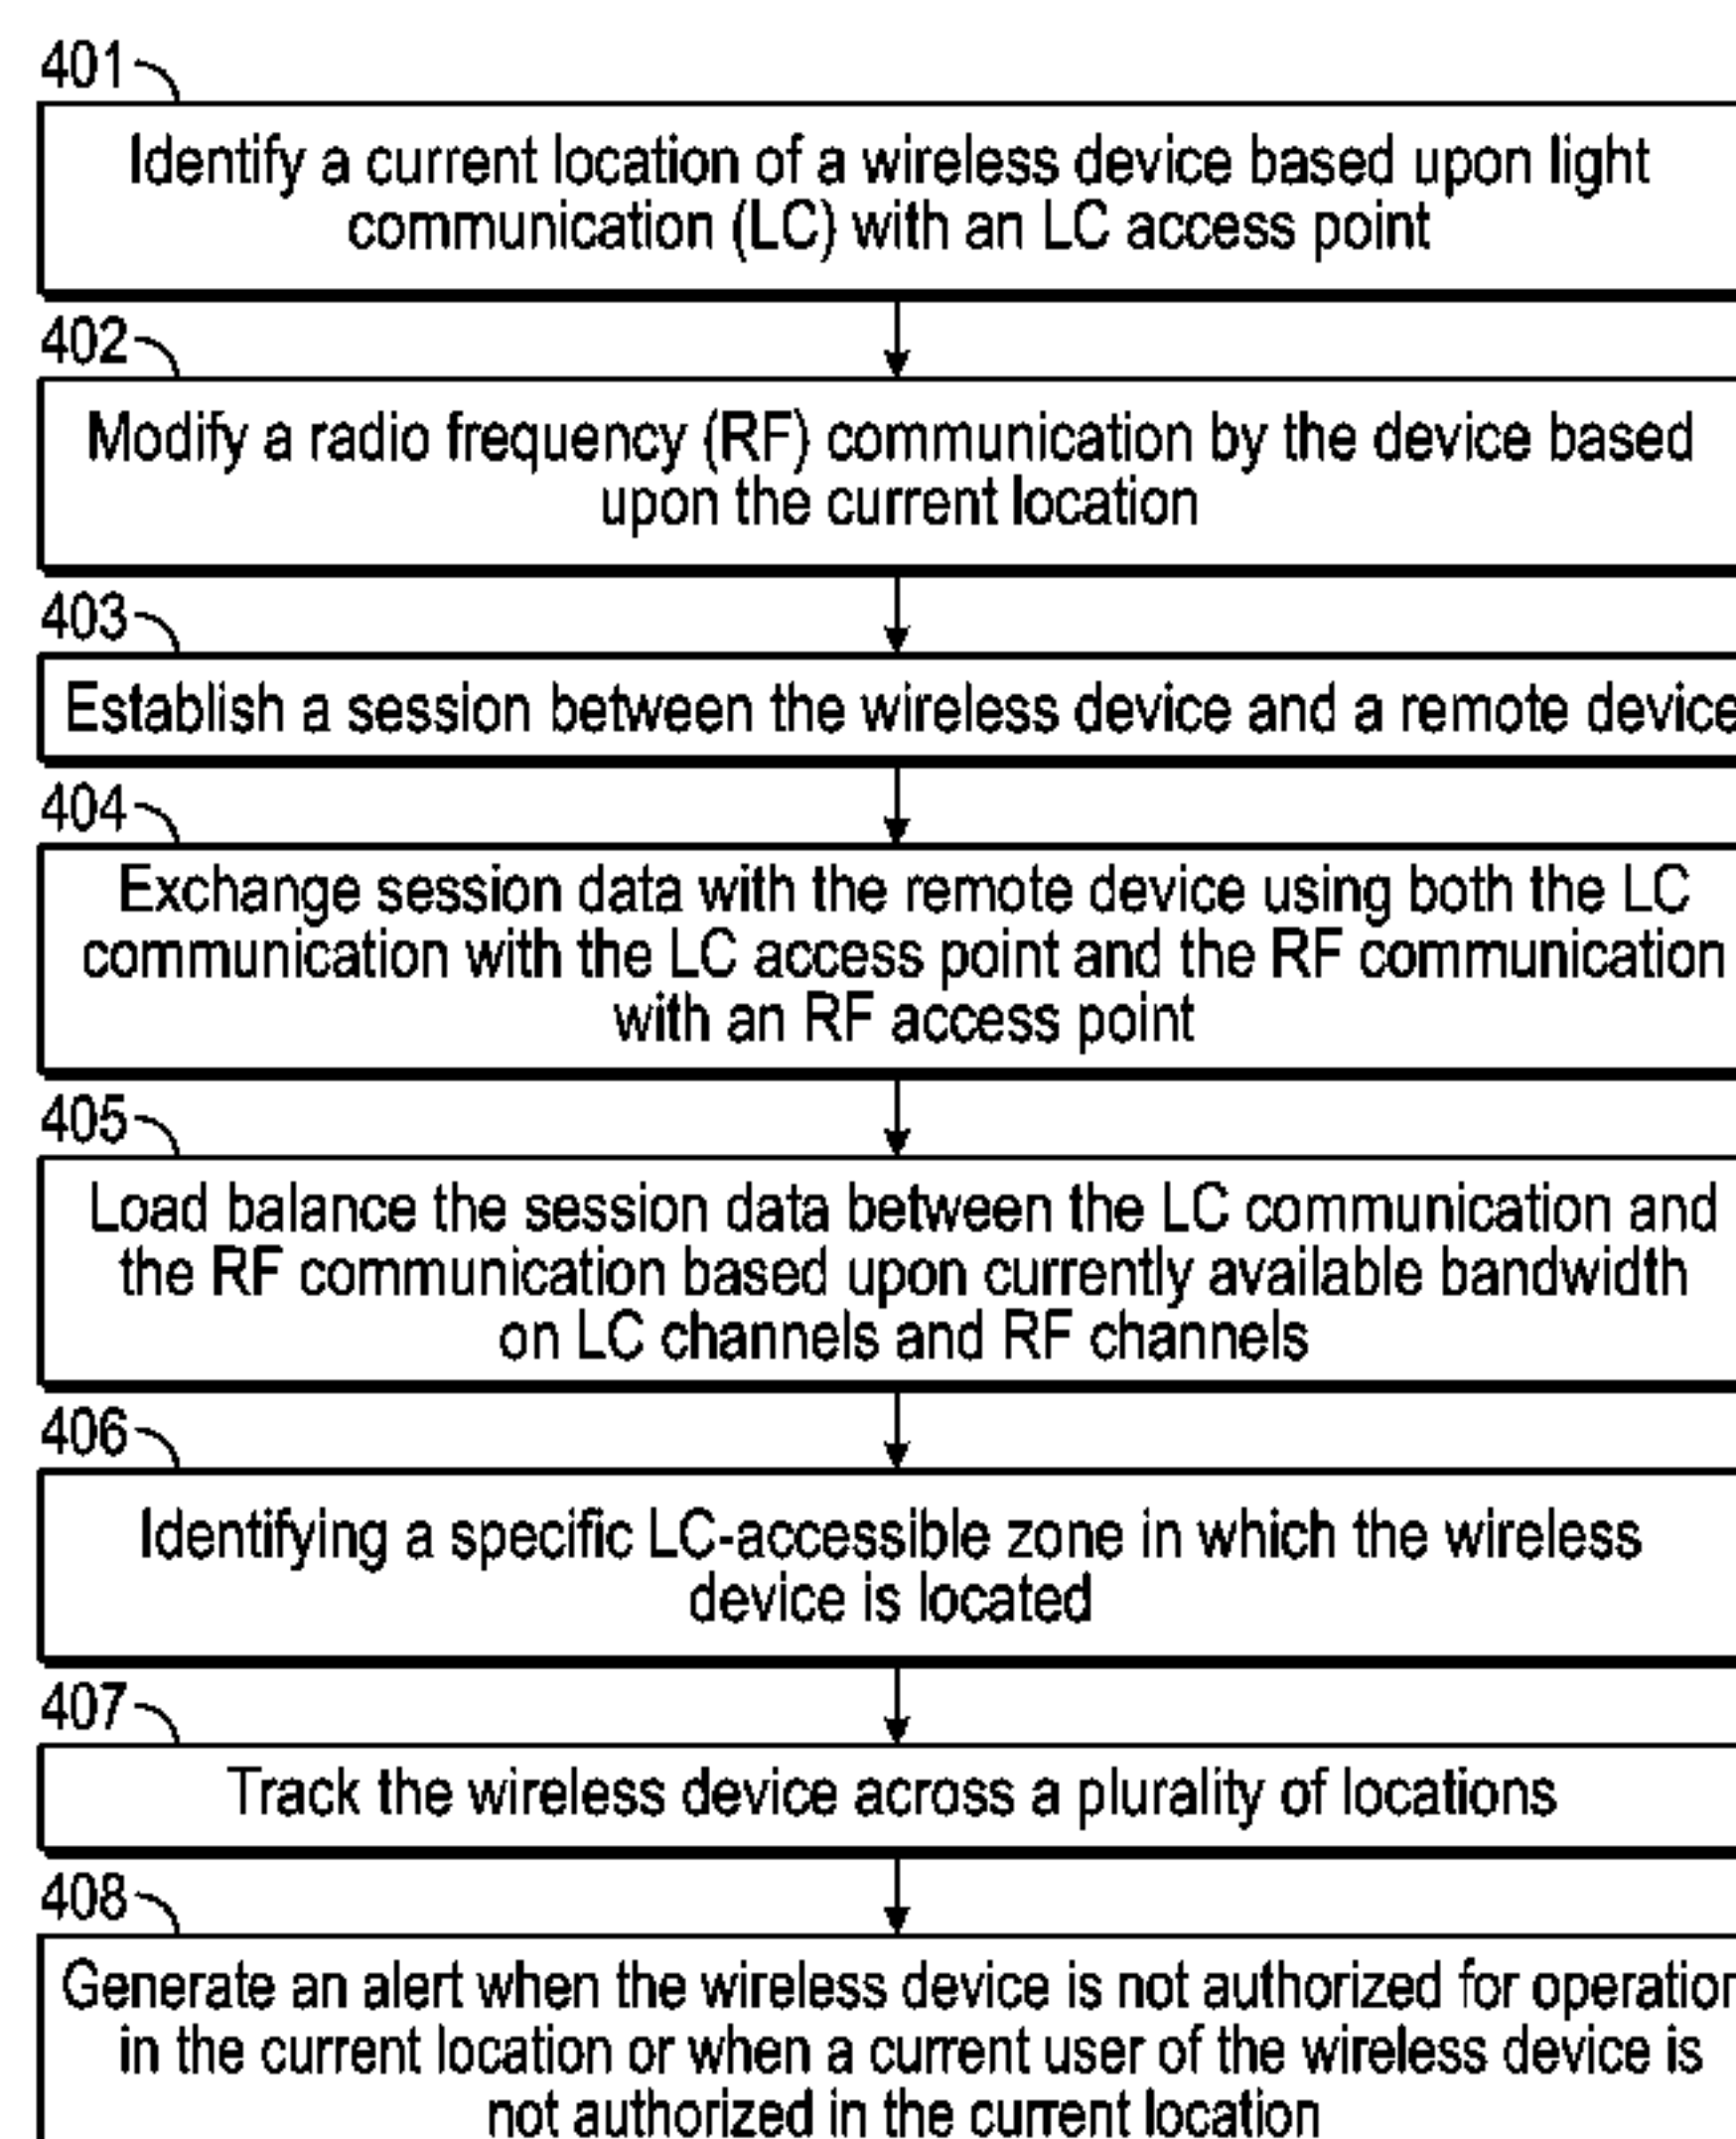 401
Identify a current location of a wireless device based upon light
communication (LC) with an LC access point
402
Modify a radio frequency (RF) communication by the device based
upon the current location
403
Establish a session between the wireless device and a remote device
404
Exchange session data with the remote device using both the LC
communication with the LC access point and the RF communication
with an RF access point
405
Load balance the session data between the LC communication and
the RF communication based upon currently available bandwidth
on LC channels and RF channels
406
Identifying a specific LC-accessible zone in which the wireless
device is located
407
Track the wireless device across a plurality of locations
408
Generate an alert when the wireless device is not authorized for operation
in the current location or when a current user of the wireless device is
not authorized in the current location